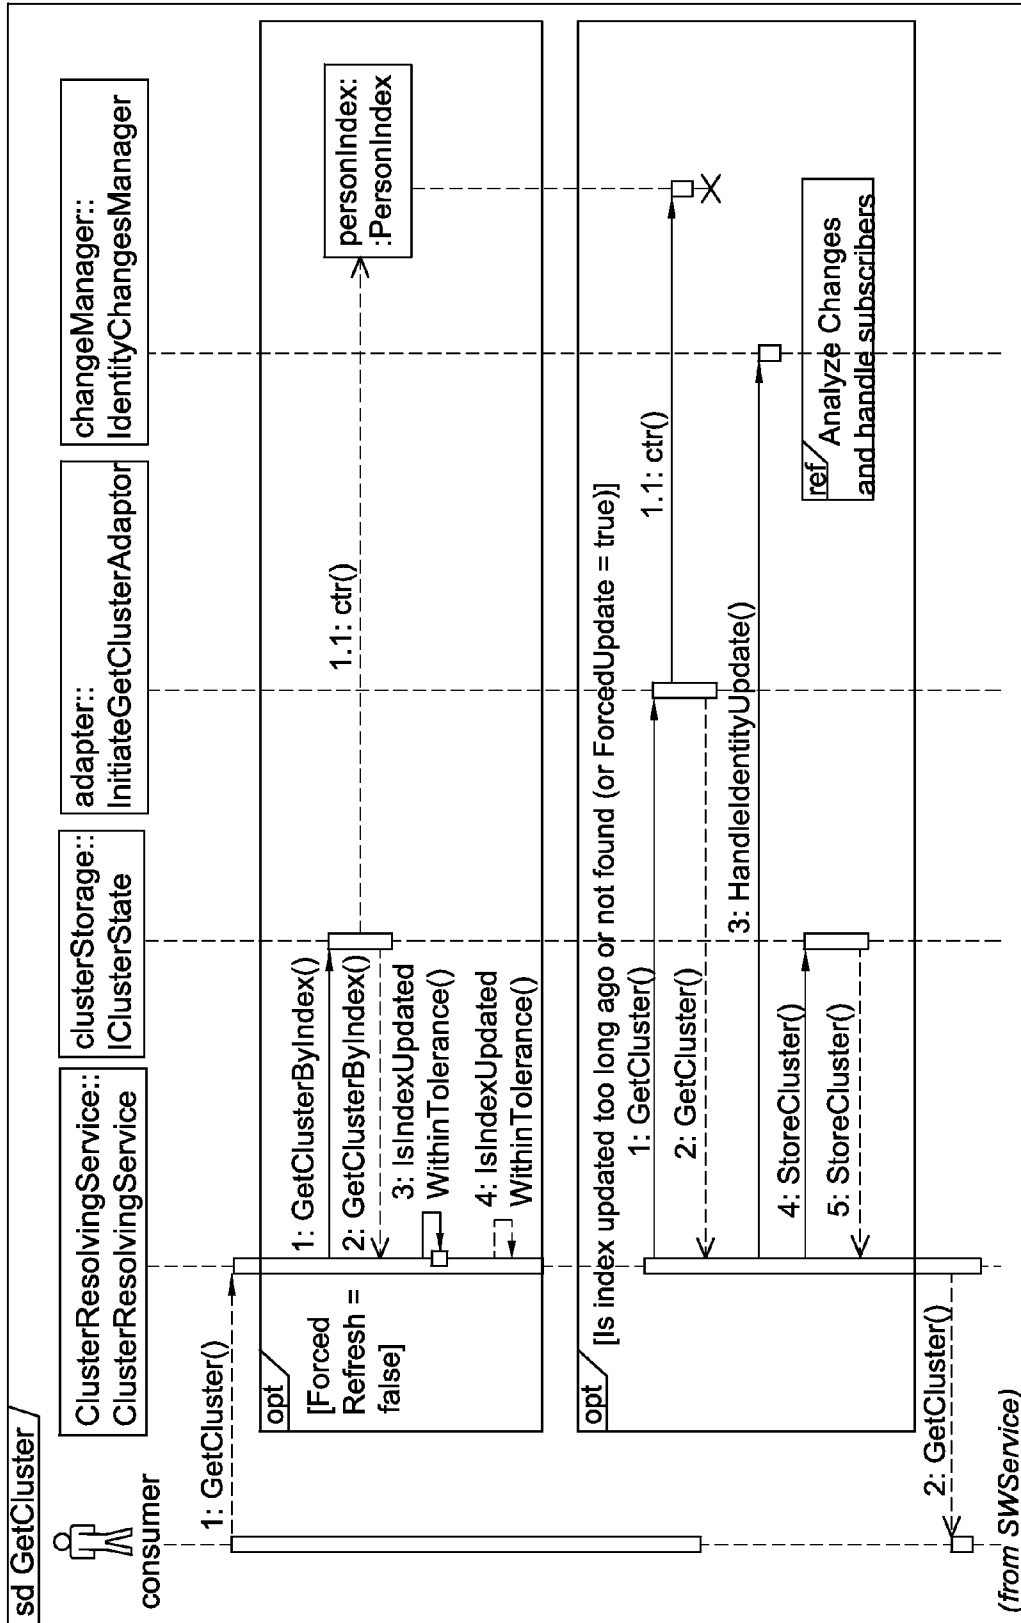 sd GetCluster
consumer
ClusterResolvingService::
ClusterResolvingService
clusterStorage::
IClusterState
adapter::
InitiateGetClusterAdaptor
changeManager::
IdentityChangesManager
1: GetCluster()
opt
[Forced
Refresh =
false]
1: GetClusterByIndex()
2: GetClusterByIndex()
3: IsIndexUpdated
WithinTolerance()
4: IsIndexUpdated
WithinTolerance()
1.1: ctr()
personIndex:
:PersonIndex
opt
[Is index updated too long ago or not found (or ForcedUpdate = true)]
1: GetCluster()
2: GetCluster()
1.1: ctr()
3: HandleIdentityUpdate()
4: StoreCluster()
5: StoreCluster()
ref
Analyze Changes
and handle subscribers
2: GetCluster()
(from SWService)